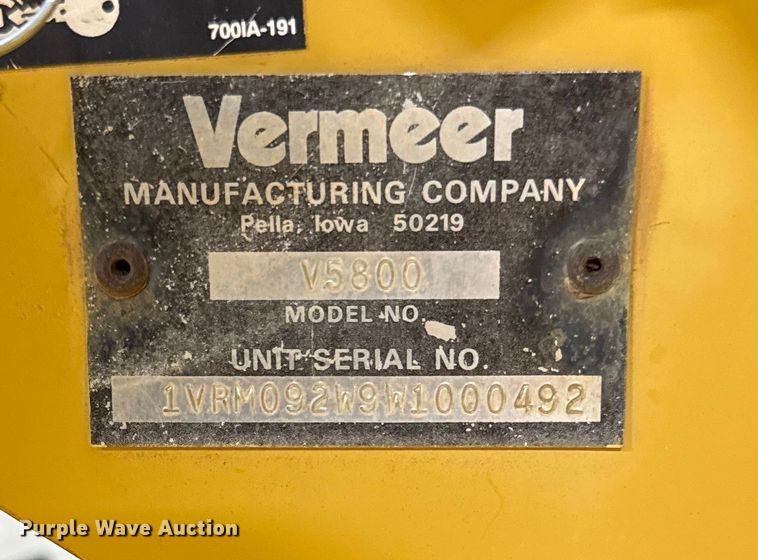 700IA-191
Vermeer
MANUFACTURING COMPANY
Pella, Iowa 50219
V5800
MODEL NO.
UNIT SERIAL NO.
1VRM092W9W1000492
Purple Wave Auction